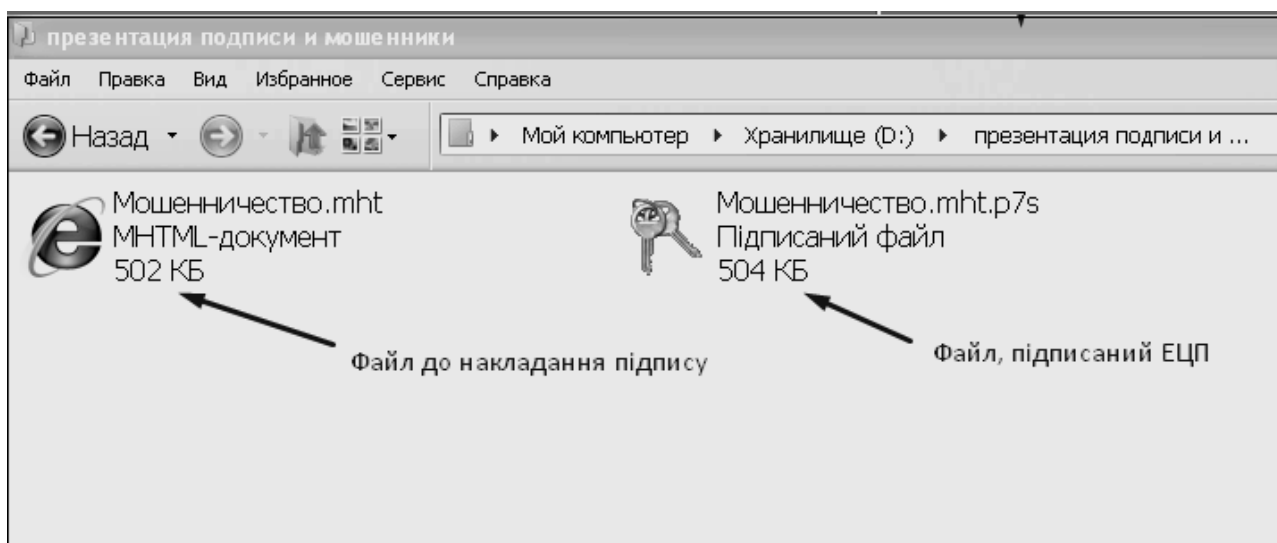 презентация подписи и мошенники
Файл Правка Вид Избранное Сервис Справка
Назад Мой компьютер Хранилище (D:) презентация подписи и ...
Мошенничество.mht
MHTML-документ
502 КБ
Мошенничество.mht.p7s
Підписаний файл
504 КБ
Файл до накладання підпису
Файл, підписаний ЕЦП